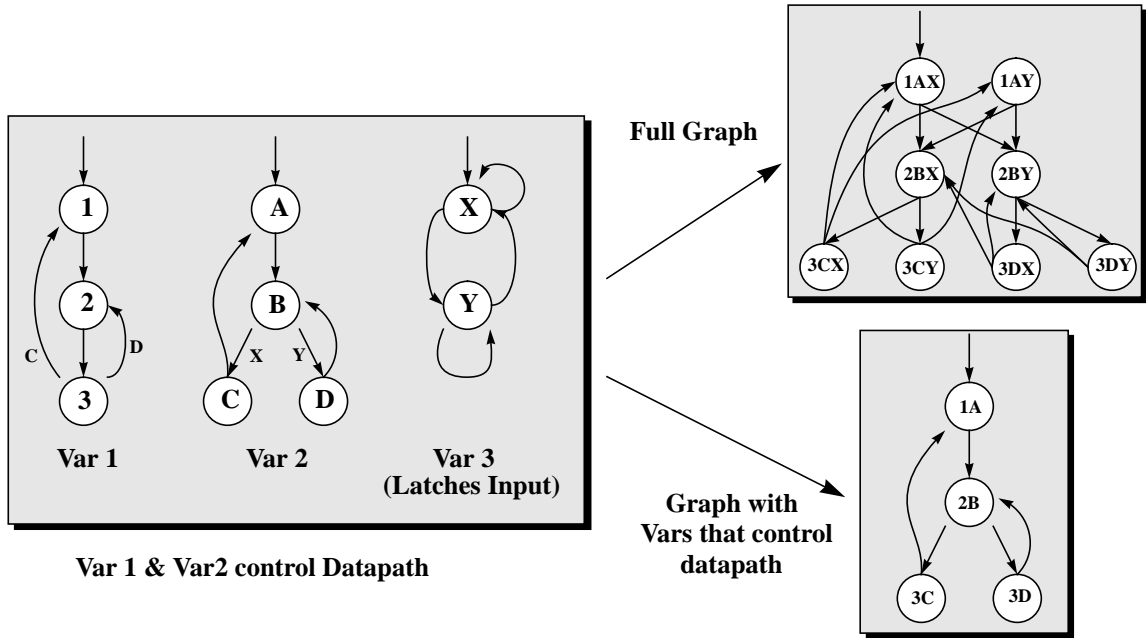 1
2
3
C
D
Var 1
A
B
X
Y
C
D
Var 2
X
Y
Var 3
(Latches Input)
Var 1 & Var2 control Datapath
Full Graph
1AX
1AY
2BX
2BY
3CX
3CY
3DX
3DY
Graph with
Vars that control
datapath
1A
2B
3C
3D